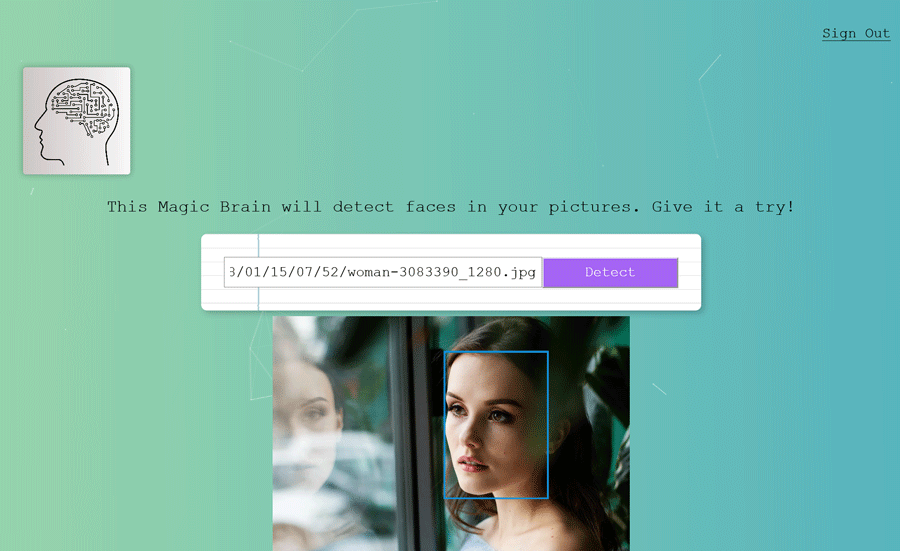 Sign Out
This Magic Brain will detect faces in your pictures. Give it a try!
3/01/15/07/52/woman-3083390_1280.jpg Detect